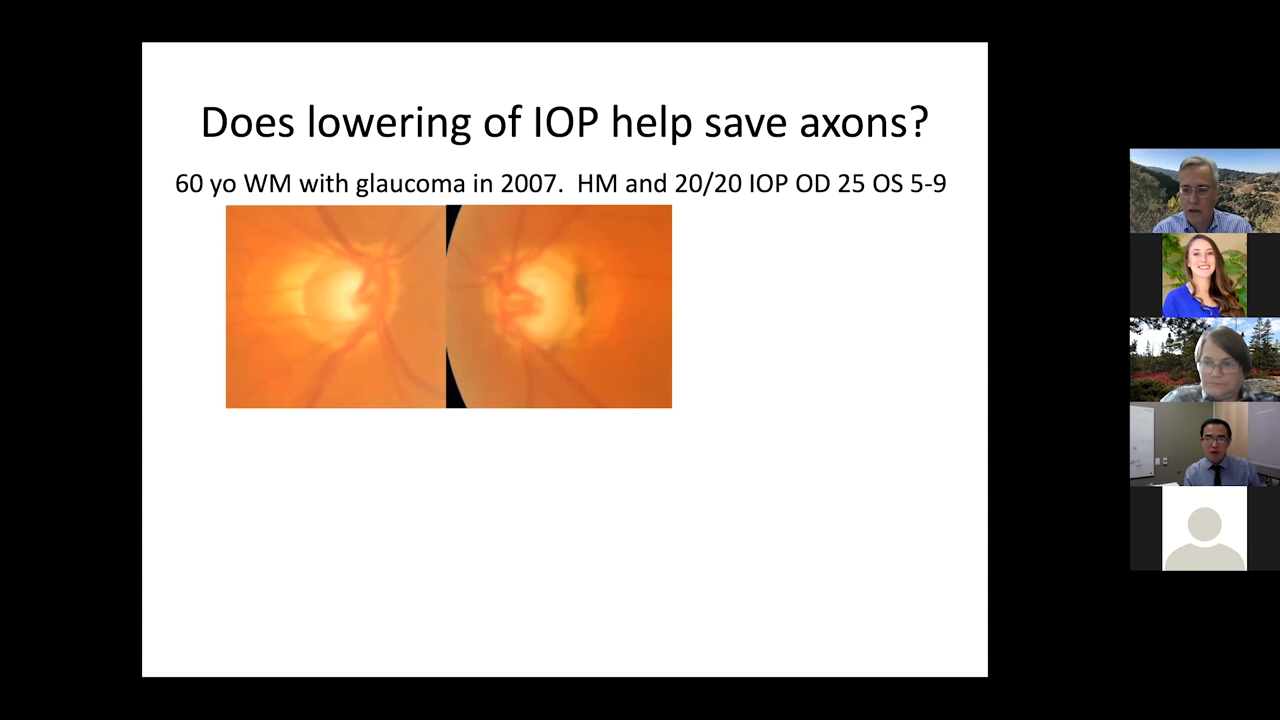 Does lowering of IOP help save axons?
60 yo WM with glaucoma in 2007.  HM and 20/20 IOP OD 25 OS 5-9